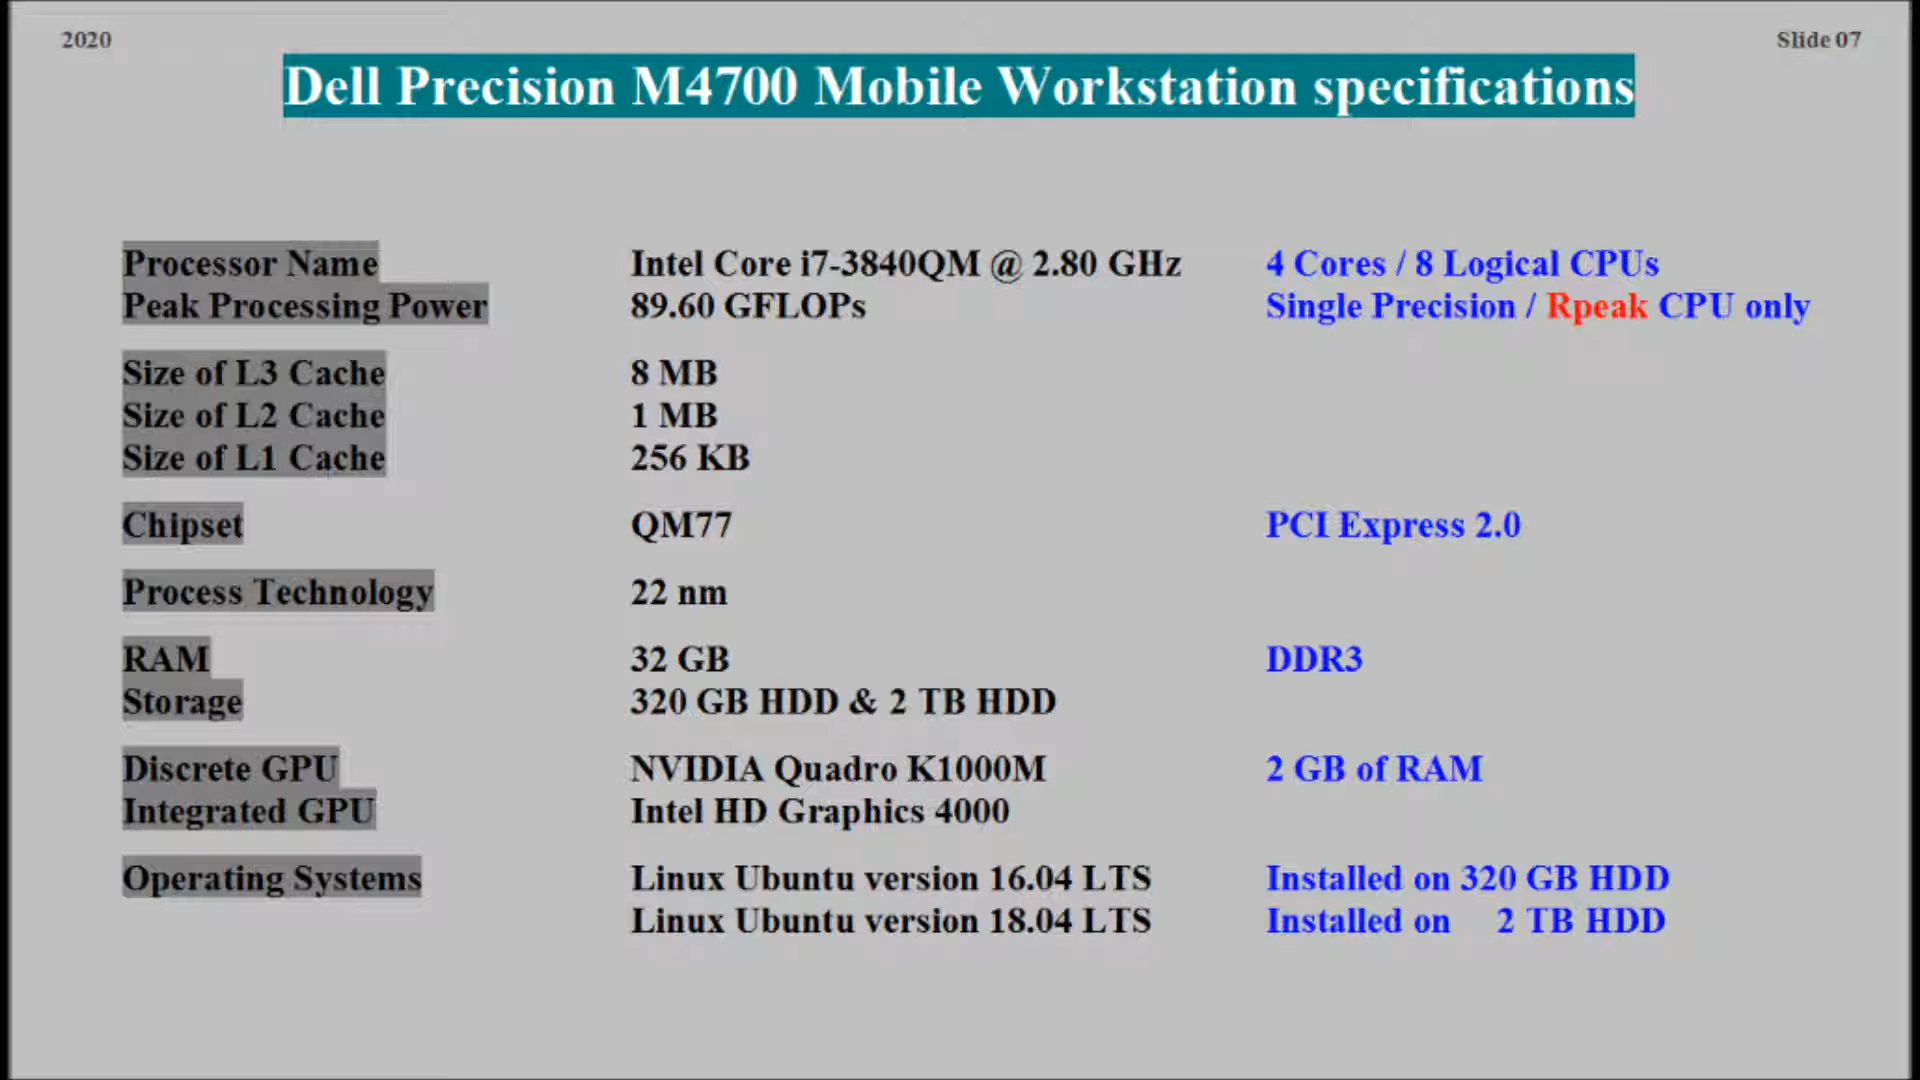 2020 Slide 07
Dell Precision M4700 Mobile Workstation specifications
Processor Name Intel Core i7-3840QM @ 2.80 GHz 4 Cores / 8 Logical CPUs
Peak Processing Power 89.60 GFLOPs Single Precision / Rpeak CPU only
Size of L3 Cache 8 MB
Size of L2 Cache 1 MB
Size of L1 Cache 256 KB
Chipset QM77 PCI Express 2.0
Process Technology 22 nm
RAM 32 GB DDR3
Storage 320 GB HDD & 2 TB HDD
Discrete GPU NVIDIA Quadro K1000M 2 GB of RAM
Integrated GPU Intel HD Graphics 4000
Operating Systems Linux Ubuntu version 16.04 LTS Installed on 320 GB HDD
Linux Ubuntu version 18.04 LTS Installed on 2 TB HDD